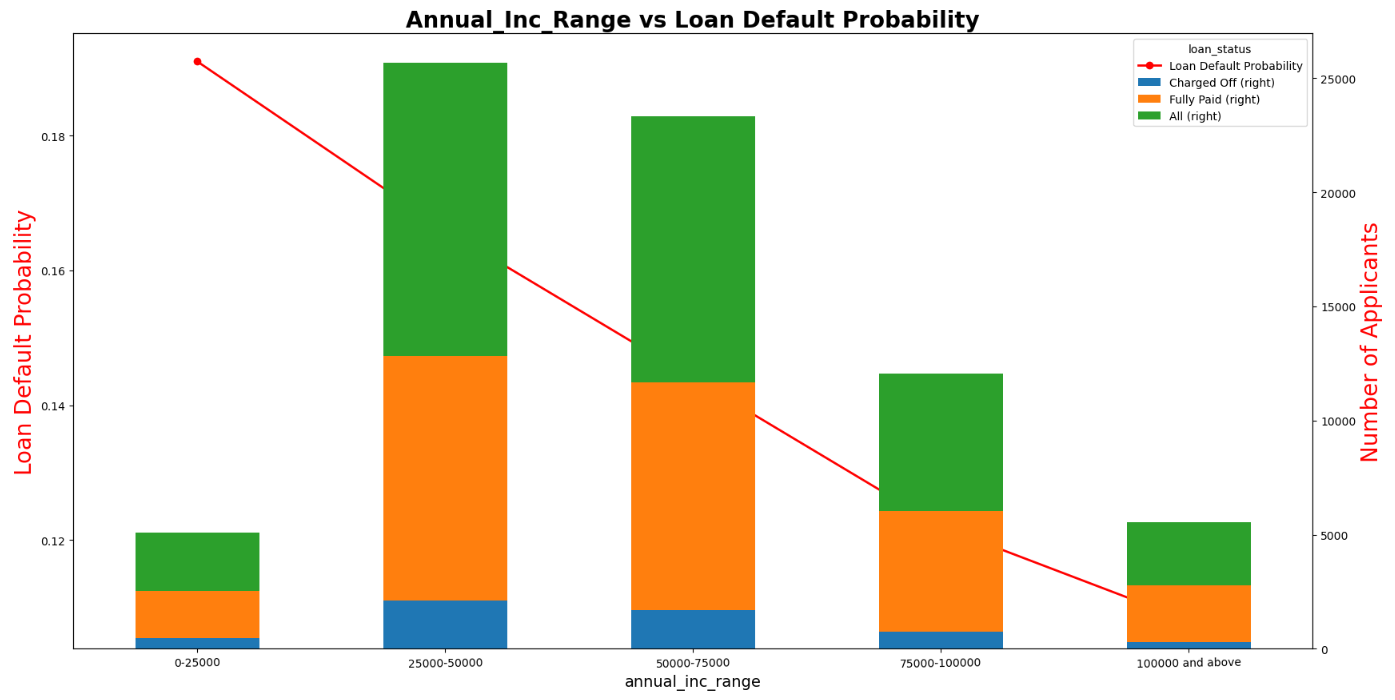 Annual_Inc_Range vs Loan Default Probability
loan_status
Loan Default Probability
Charged Off (right)
Fully Paid (right)
All (right)
Loan Default Probability
0.18
0.16
0.14
0.12
25000
20000
15000
10000
5000
0
Number of Applicants
0-25000
25000-50000
50000-75000
75000-100000
100000 and above
annual_inc_range